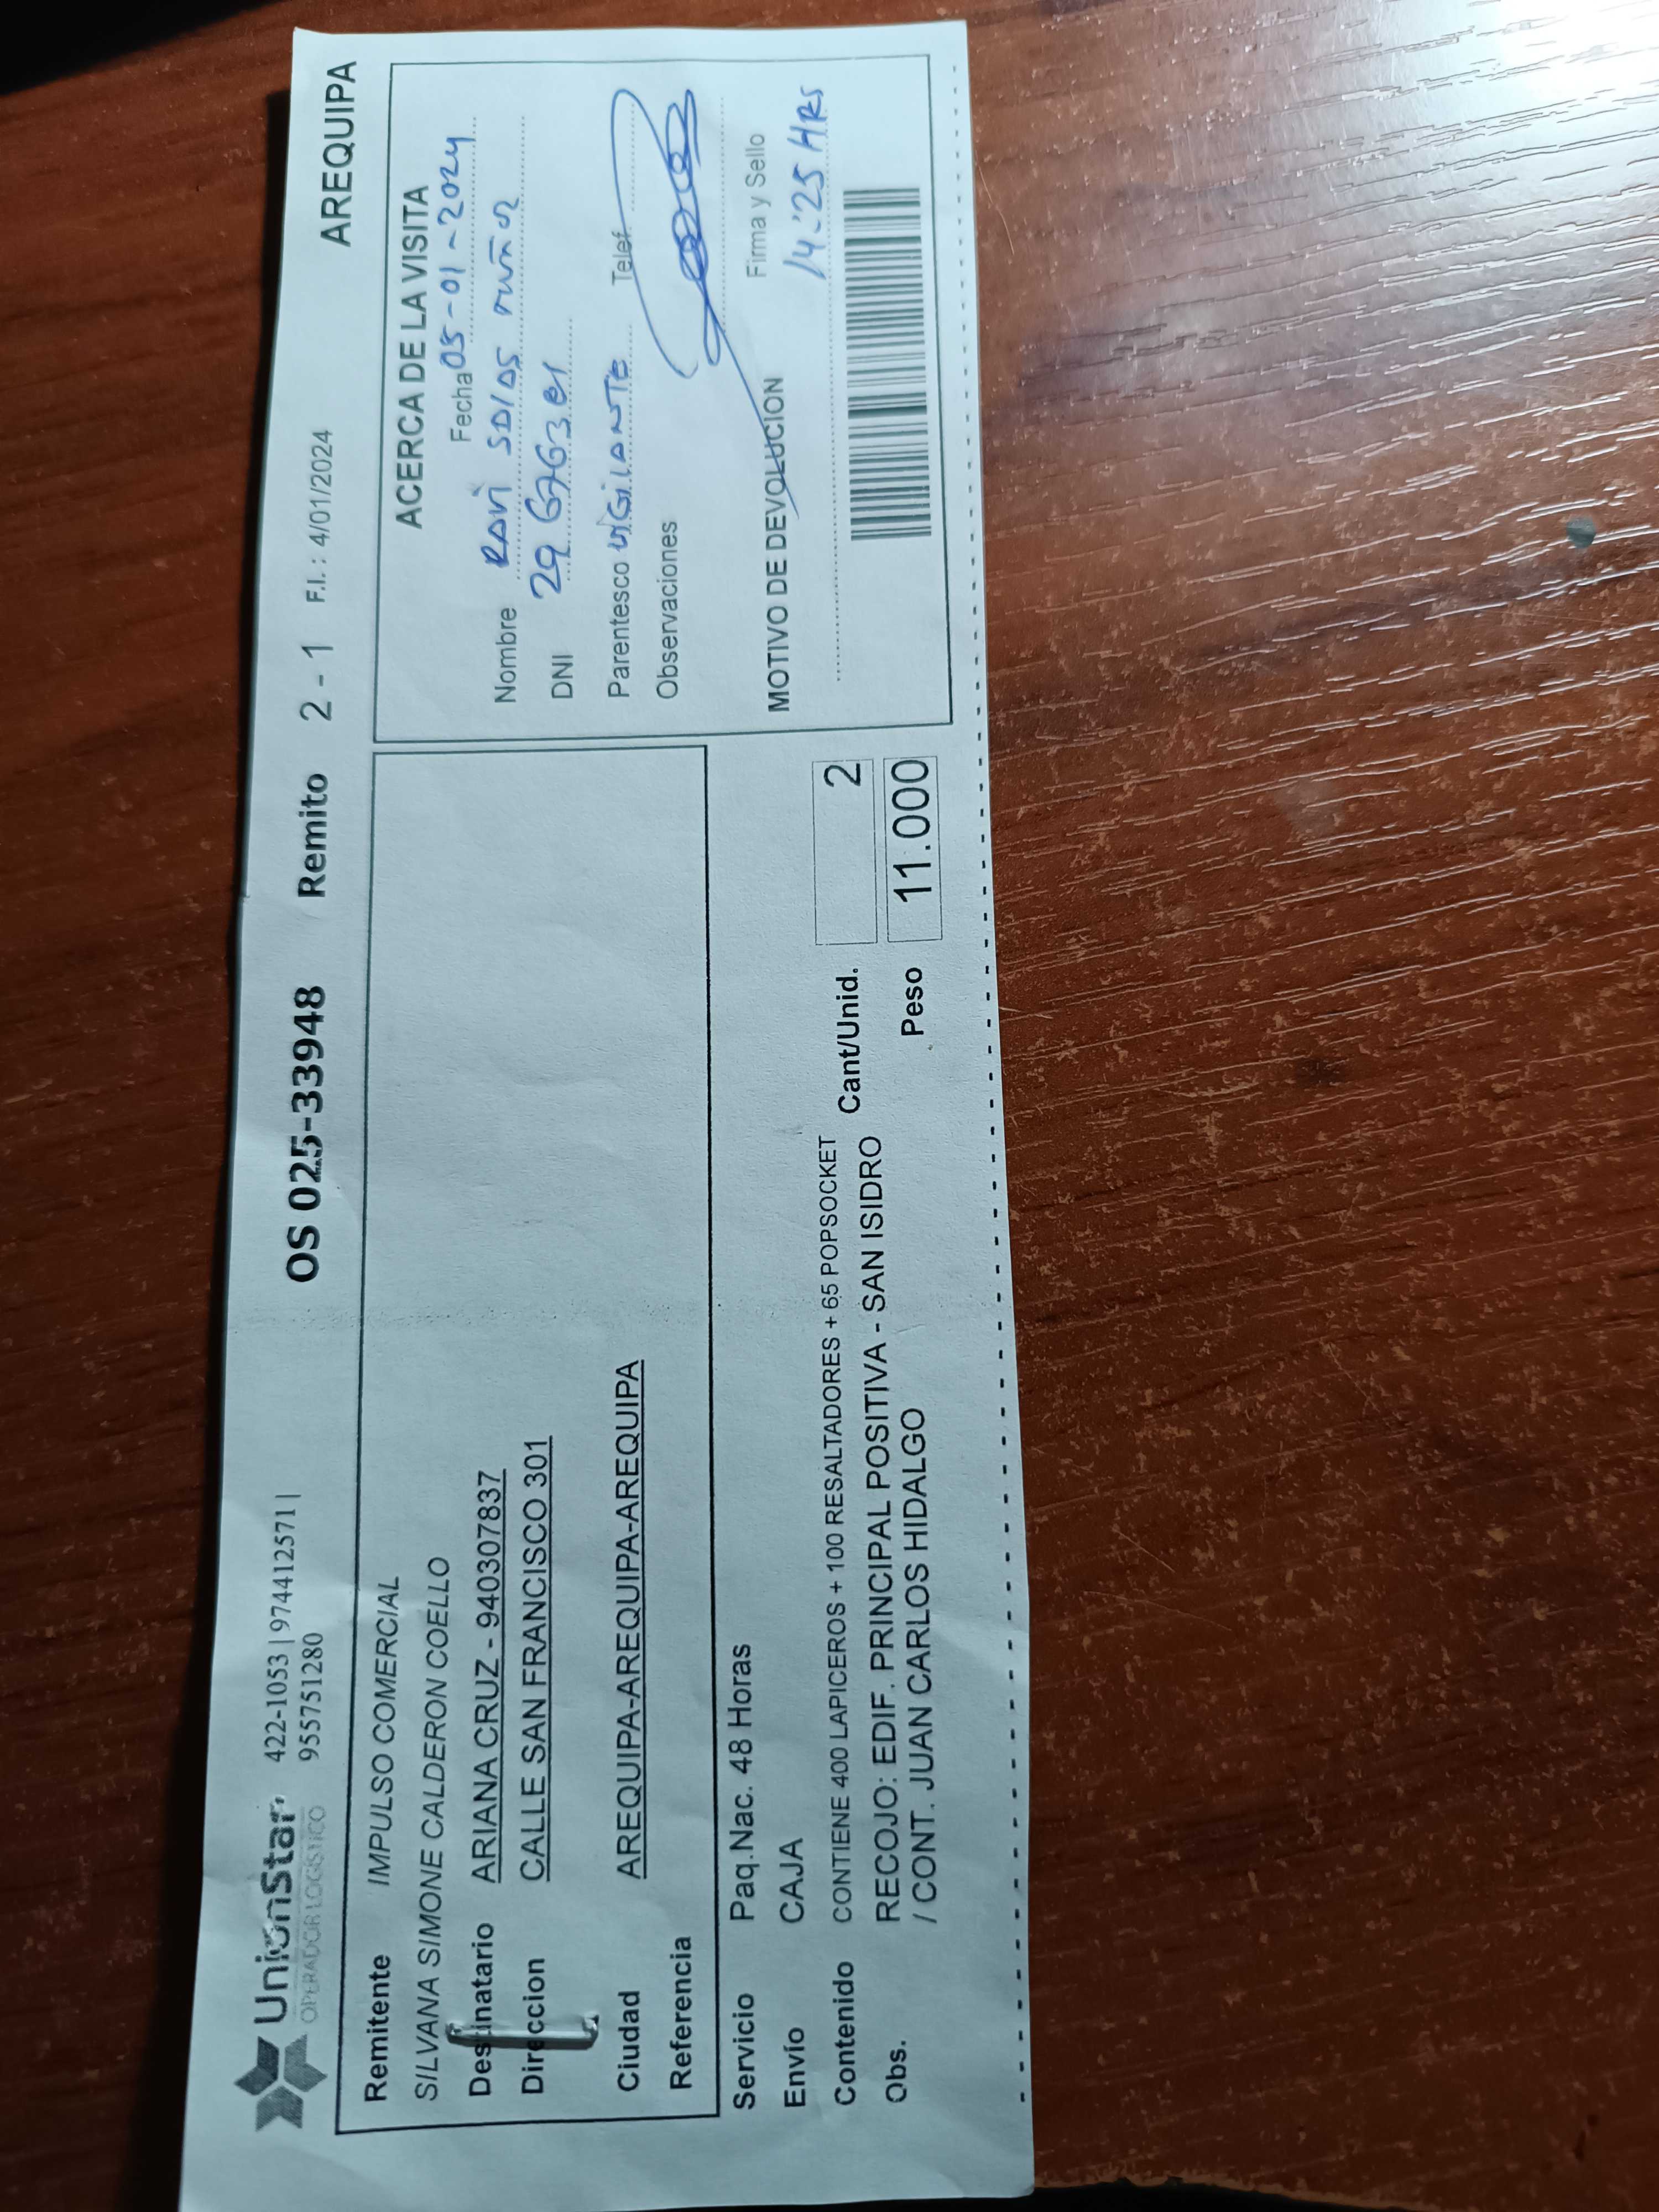 UnionStar
OPERADOR LOGISTICO
422-1053 | 974412571 |
955751280
OS 025-33948 Remito 2 - 1 F.I.: 4/01/2024 AREQUIPA
Remitente IMPULSO COMERCIAL
SILVANA SIMONE CALDERON COELLO
Destinatario ARIANA CRUZ - 940307837
Direccion CALLE SAN FRANCISCO 301
Ciudad AREQUIPA-AREQUIPA-AREQUIPA
Referencia
Servicio Paq.Nac. 48 Horas
Envío CAJA
Contenido CONTIENE 400 LAPICEROS + 100 RESALTADORES + 65 POPSOCKET
Cant/Unid. 2
Obs. RECOJO: EDIF. PRINCIPAL POSITIVA - SAN ISIDRO
/ CONT. JUAN CARLOS HIDALGO
Peso 11.000
ACERCA DE LA VISITA
Fecha 05-01-2024
Nombre
DNI
Parentesco VIGILANTE Telef
Observaciones
Firma y Sello
MOTIVO DE DEVOLUCION 14:25 HRS